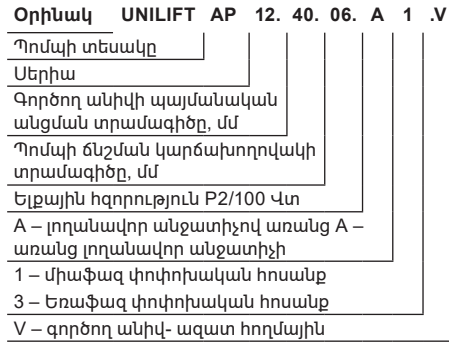 Օրինակ UNILIFT AP 12. 40. 06. A 1 .V
Պոմպի տեսակը
Սերիա
Գործող անիվի պայմանական
անցման տրամագիծը, մմ
Պոմպի ճնշման կարճախողովակի
տրամագիծը, մմ
Ելքային հզորություն P2/100 Վտ
A – լողանավոր անջատիչով առանց A –
առանց լողանավոր անջատիչի
1 – միաֆազ փոփոխական հոսանք
3 – Եռաֆազ փոփոխական հոսանք
V – գործող անիվ- ազատ հողմային